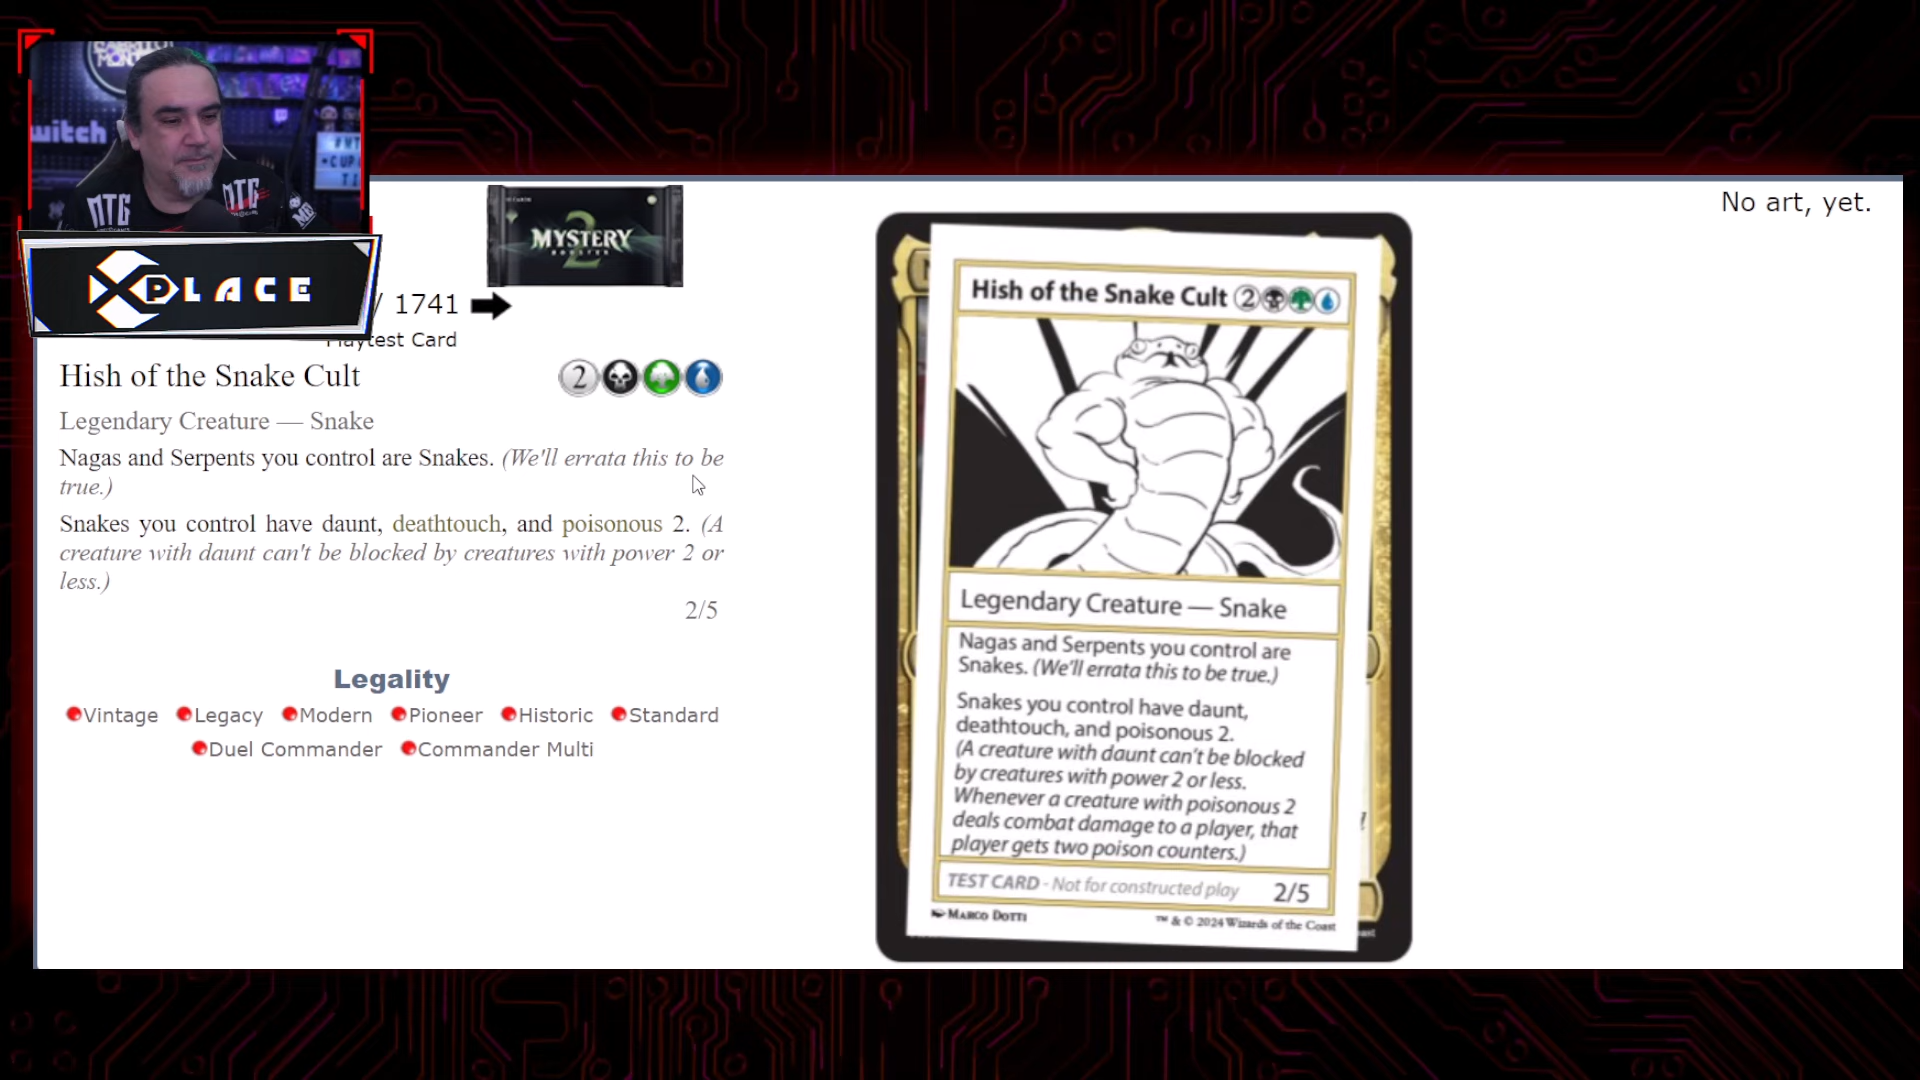 witch
MTG
MTG
XPLACE
MYSTERY
2
BOOSTER
/ 1741
Playtest Card
No art, yet.
Hish of the Snake Cult 2
Legendary Creature — Snake
Nagas and Serpents you control are Snakes. (We'll errata this to be
true.)
Snakes you control have daunt, deathtouch, and poisonous 2. (A
creature with daunt can't be blocked by creatures with power 2 or
less.)
2/5
Legality
Vintage Legacy Modern Pioneer Historic Standard
Duel Commander Commander Multi
Hish of the Snake Cult 2
Legendary Creature — Snake
Nagas and Serpents you control are
Snakes. (We'll errata this to be true.)
Snakes you control have daunt,
deathtouch, and poisonous 2.
(A creature with daunt can't be blocked
by creatures with power 2 or less.
Whenever a creature with poisonous 2
deals combat damage to a player, that
player gets two poison counters.)
TEST CARD - Not for constructed play 2/5
MARCO DOTTI ™ & © 2024 Wizards of the Coast